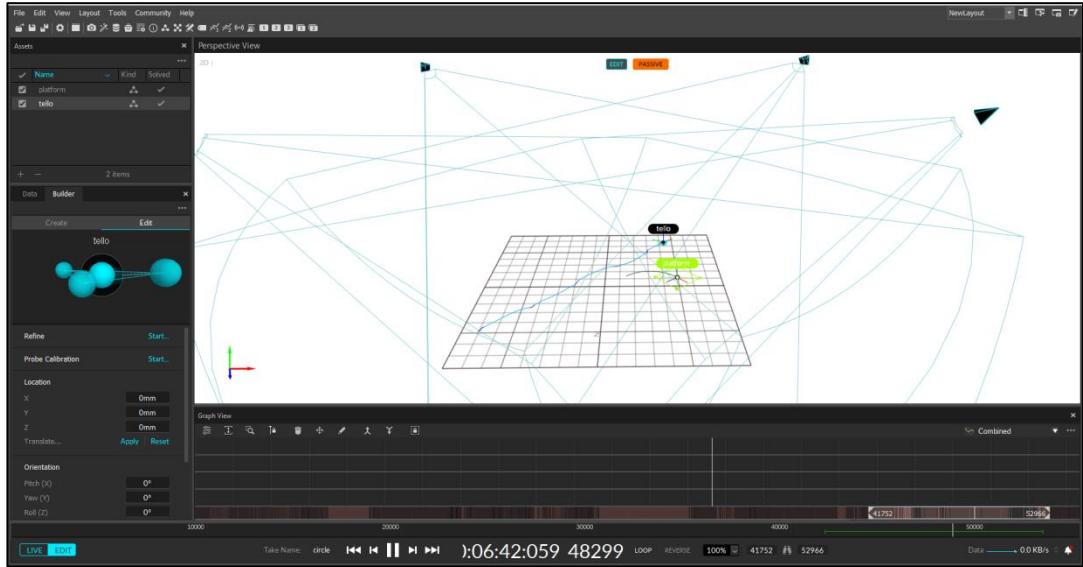 File Edit View Layout Tools Community Help NewLayout
Assets
Name Kind Solved
platform
tello
2 items
Data Builder
Create Edit
tello
Refine Start...
Probe Calibration Start...
Location
X 0mm
Y 0mm
Z 0mm
Translate... Apply Reset
Orientation
Pitch (X) 0°
Yaw (Y) 0°
Roll (Z) 0°
Perspective View
EDIT PASSIVE
tello
platform
Graph View
Combined
41752 52966
10000 20000 30000 40000 50000
LIVE EDIT Take Name: circle ):06:42:059 48299 LOOP REVERSE 100% 41752 52966 Data 0.0 KB/s